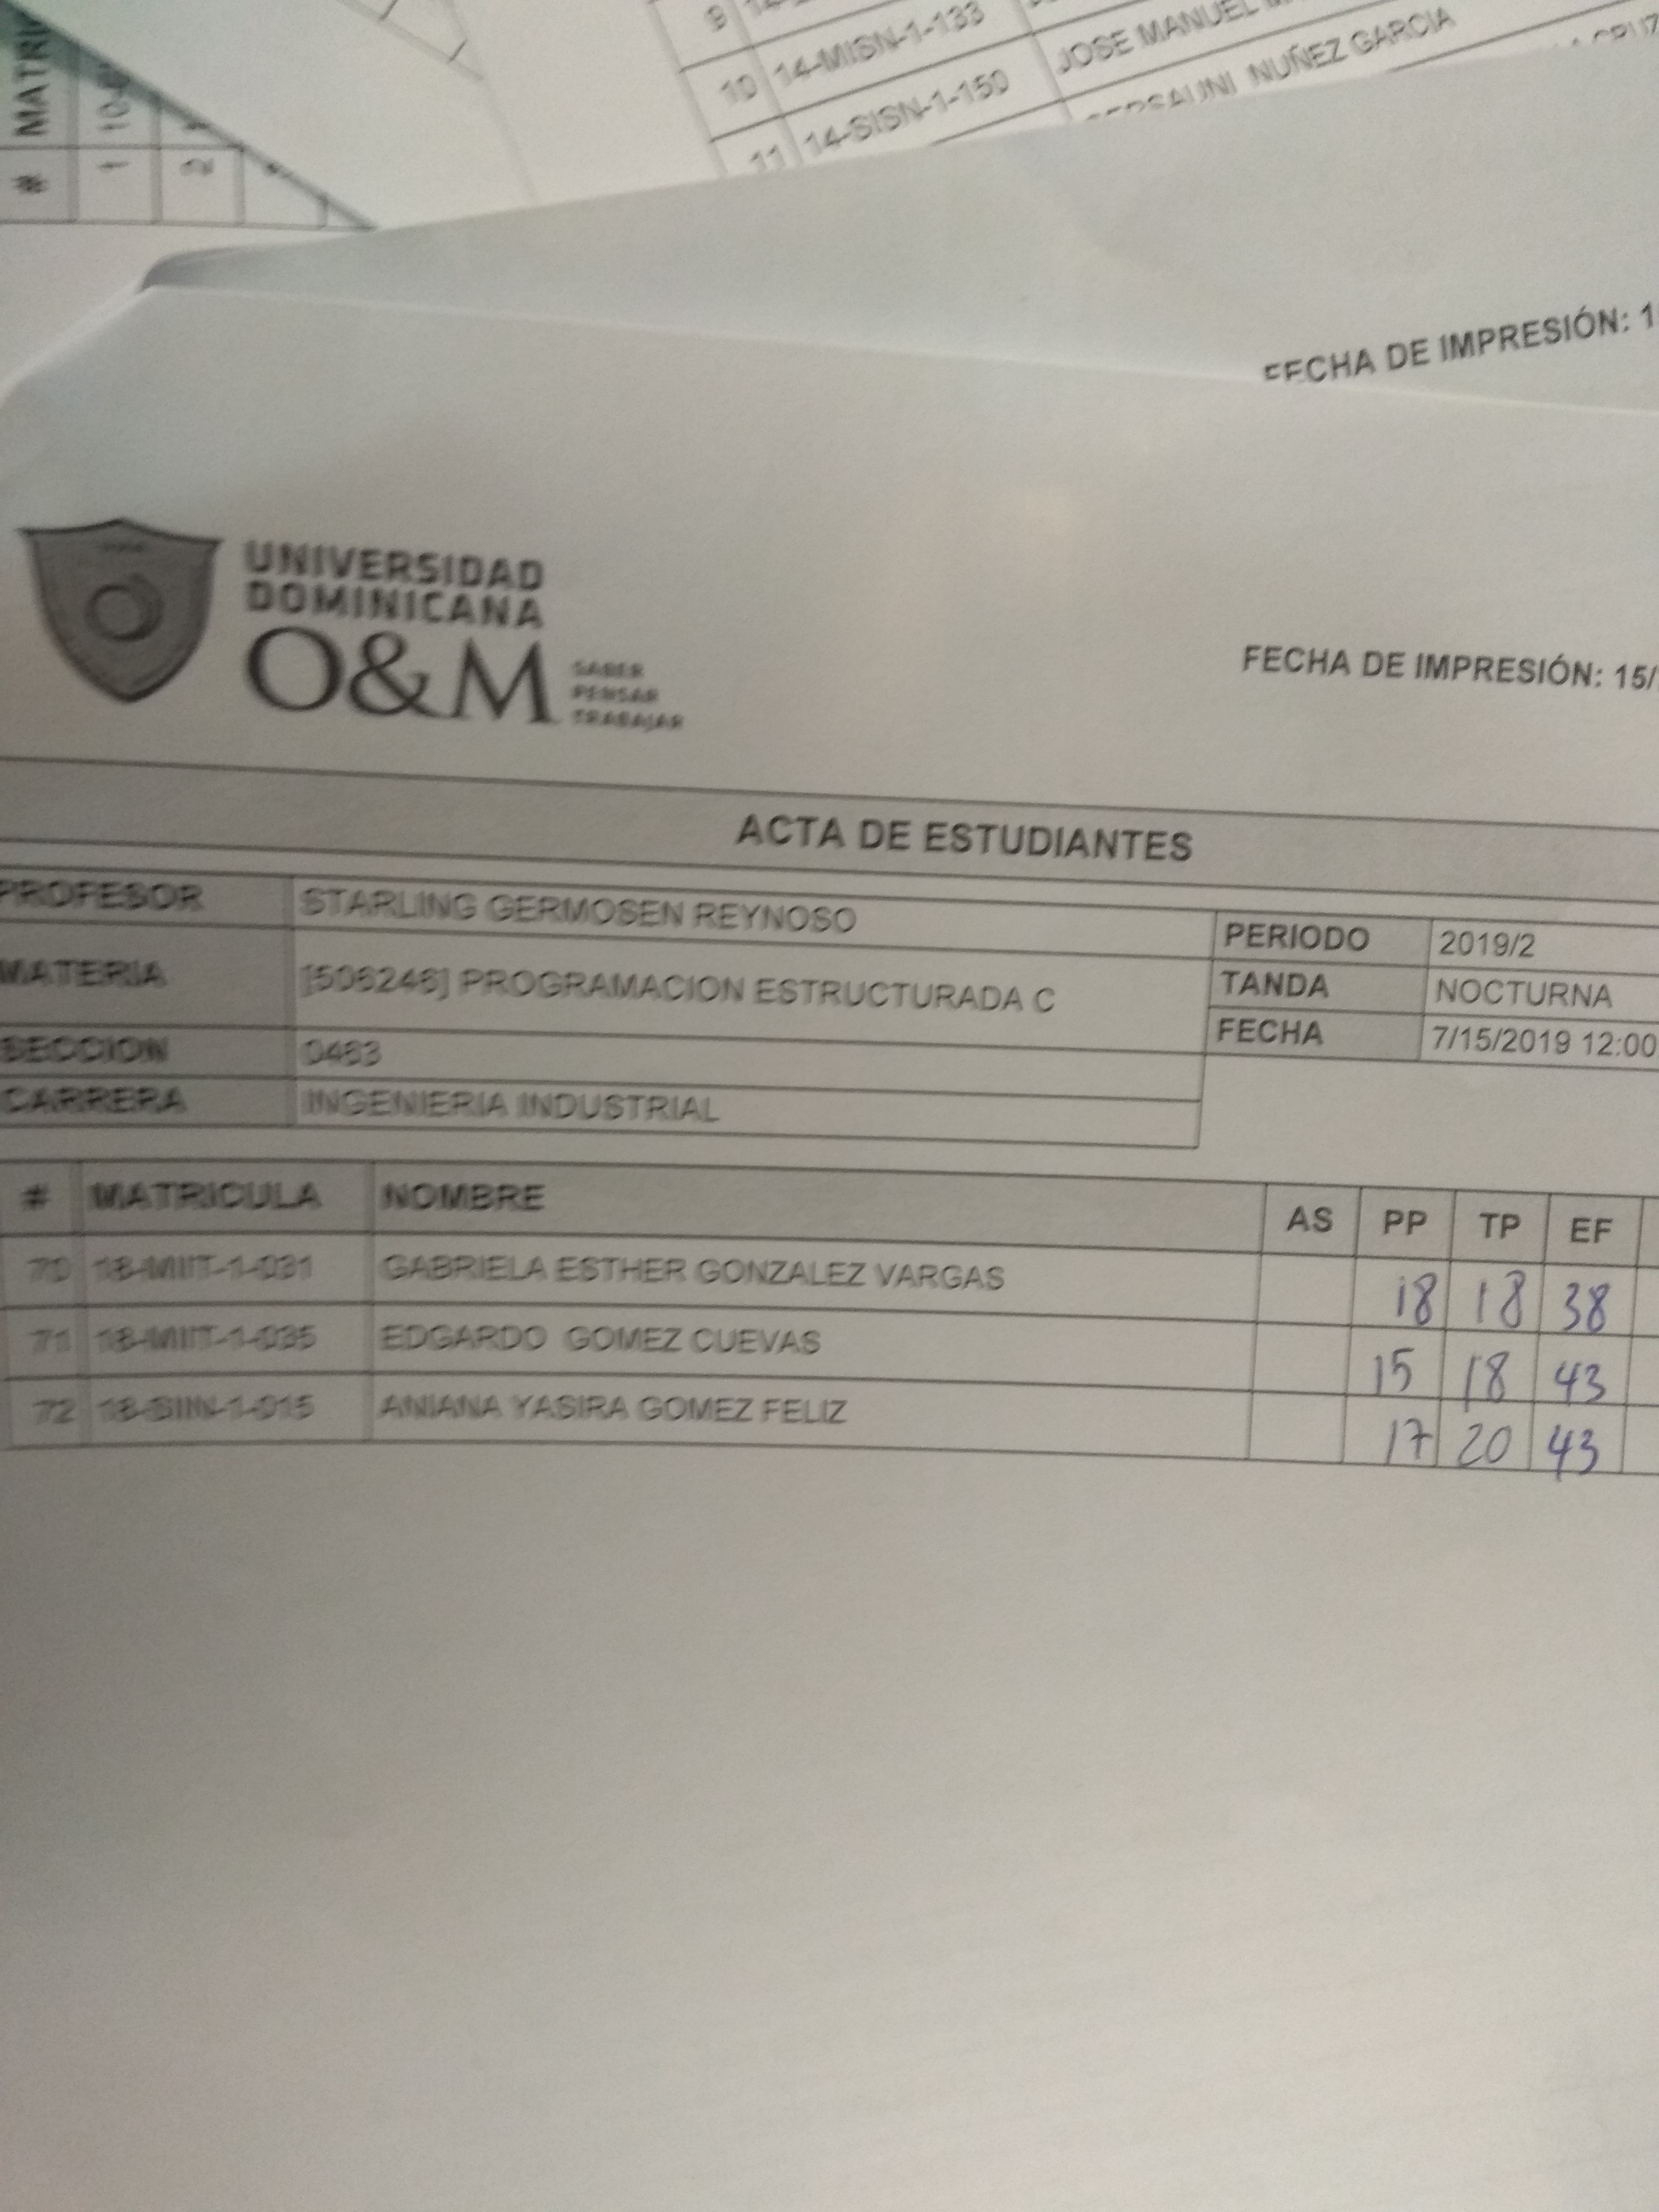 # MATRI
1 10-
2
9
10 14-MISN-1-133 JOSE MANUEL
11 14-SISN-1-150 NUÑEZ GARCIA
FECHA DE IMPRESIÓN: 1
UNIVERSIDAD
DOMINICANA
O&M
SABER
PENSAR
TRABAJAR
FECHA DE IMPRESIÓN: 15/
ACTA DE ESTUDIANTES
PROFESOR STARLING GERMOSEN REYNOSO PERIODO 2019/2
MATERIA [506246] PROGRAMACION ESTRUCTURADA C TANDA NOCTURNA
SECCION 0463 FECHA 7/15/2019 12:00
CARRERA INGENIERIA INDUSTRIAL
# MATRICULA NOMBRE AS PP TP EF
70 18-MIIT-1-031 GABRIELA ESTHER GONZALEZ VARGAS 18 18 38
71 18-MIIT-1-035 EDGARDO GOMEZ CUEVAS 15 18 43
72 18-SIIN-1-015 ANIANA YASIRA GOMEZ FELIZ 17 20 43